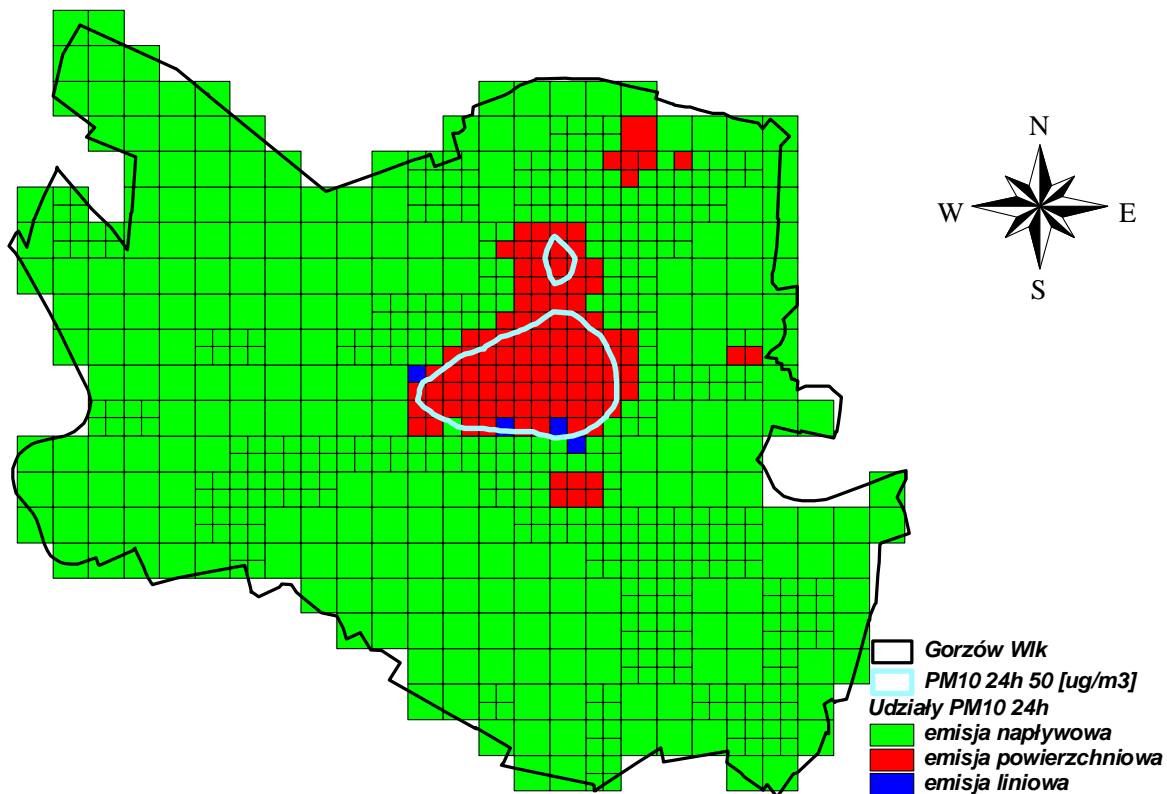 N
W E
S
Gorzów Wlk
PM10 24h 50 [ug/m3]
Udziały PM10 24h
emisja napływowa
emisja powierzchniowa
emisja liniowa